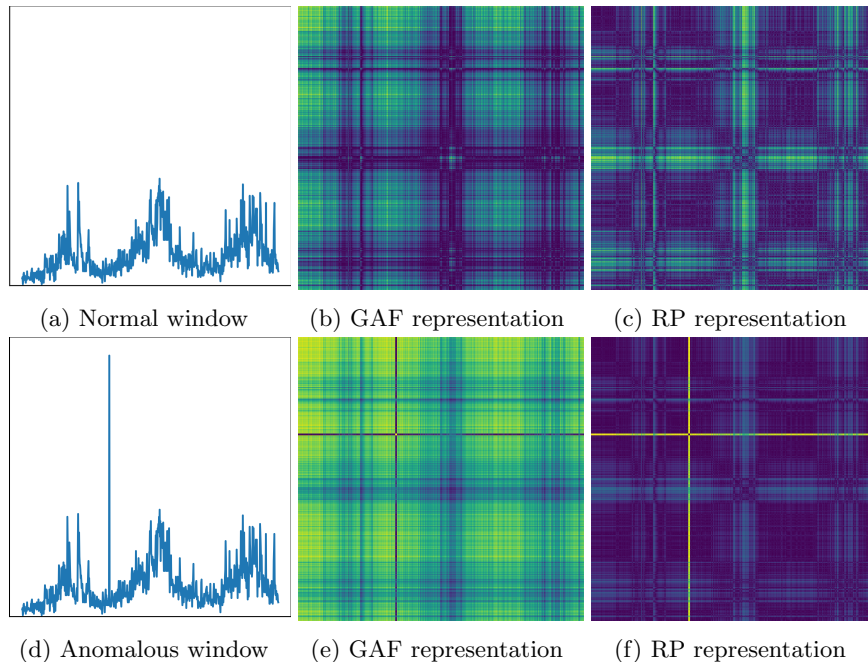 (a) Normal window
(b) GAF representation
(c) RP representation
(d) Anomalous window
(e) GAF representation
(f) RP representation